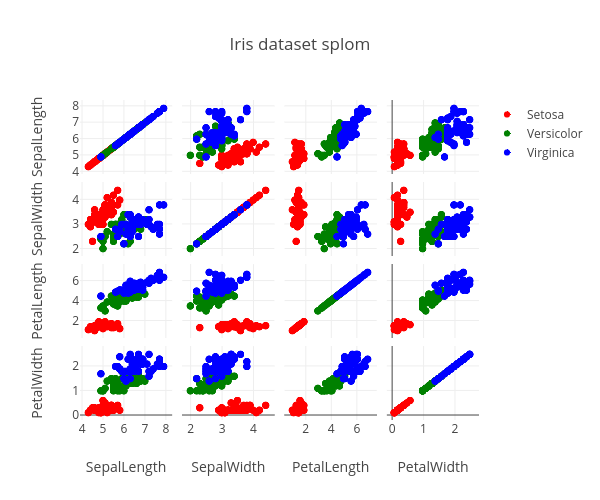 Iris dataset splom
Setosa
Versicolor
Virginica
SepalLength
8
7
6
5
4
SepalWidth
4
3
2
PetalLength
6
4
2
PetalWidth
2
1
0
4 5 6 7 8 2 3 4 2 4 6 0 1 2
SepalLength SepalWidth PetalLength PetalWidth